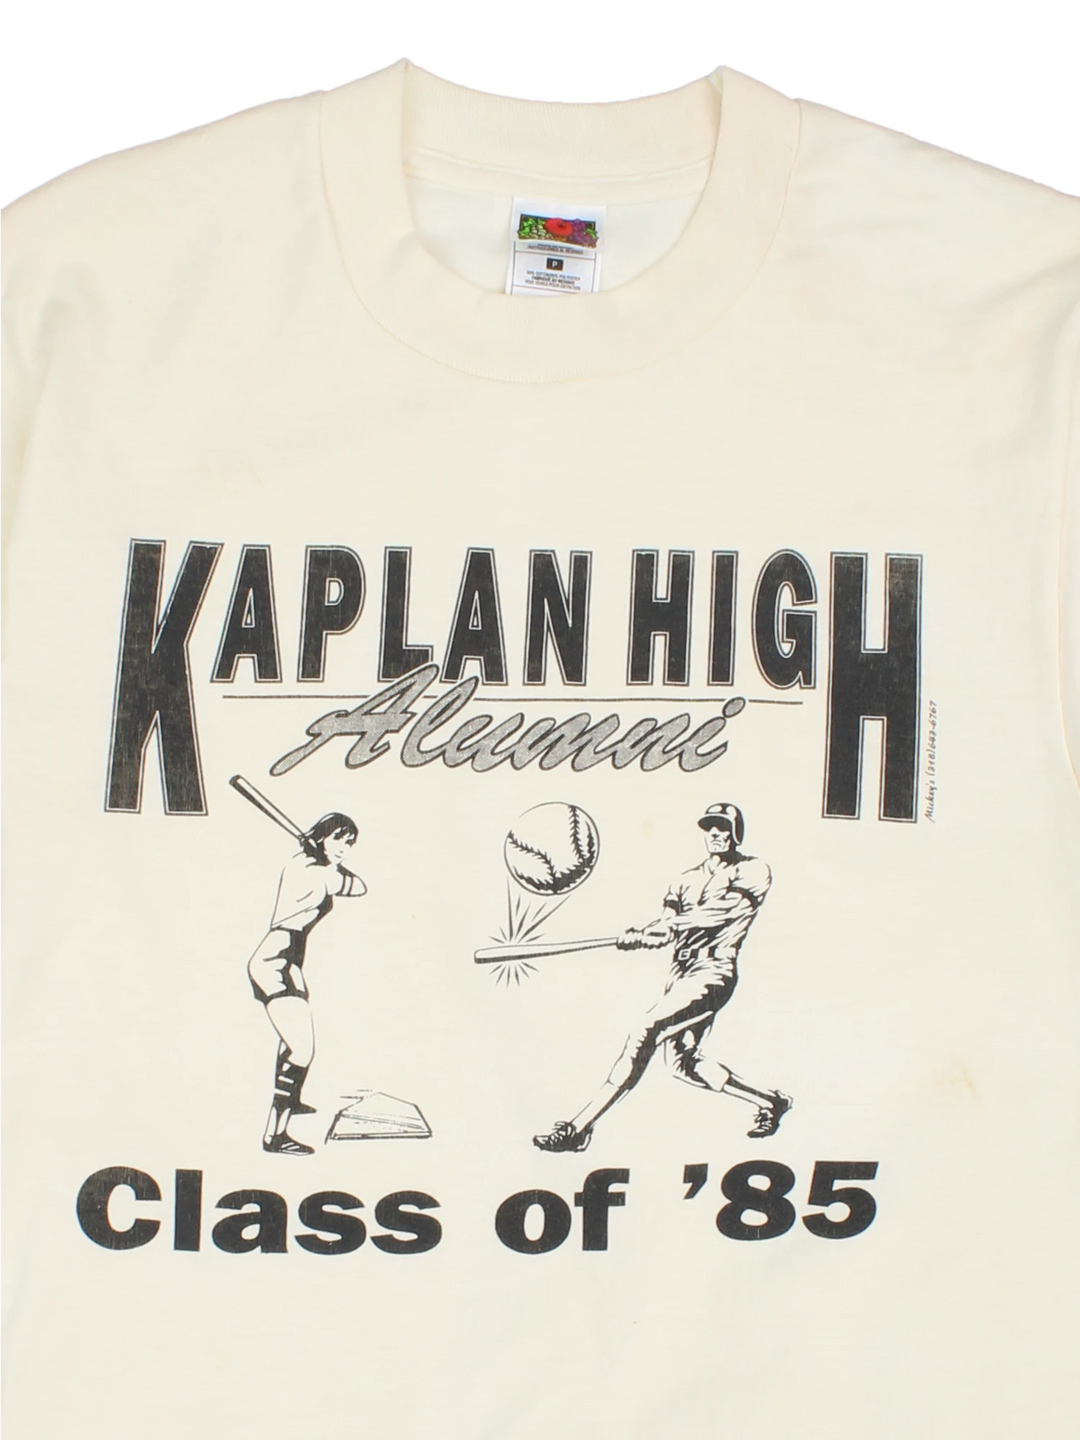 P
KAPLAN HIGH
Alumni
Class of '85